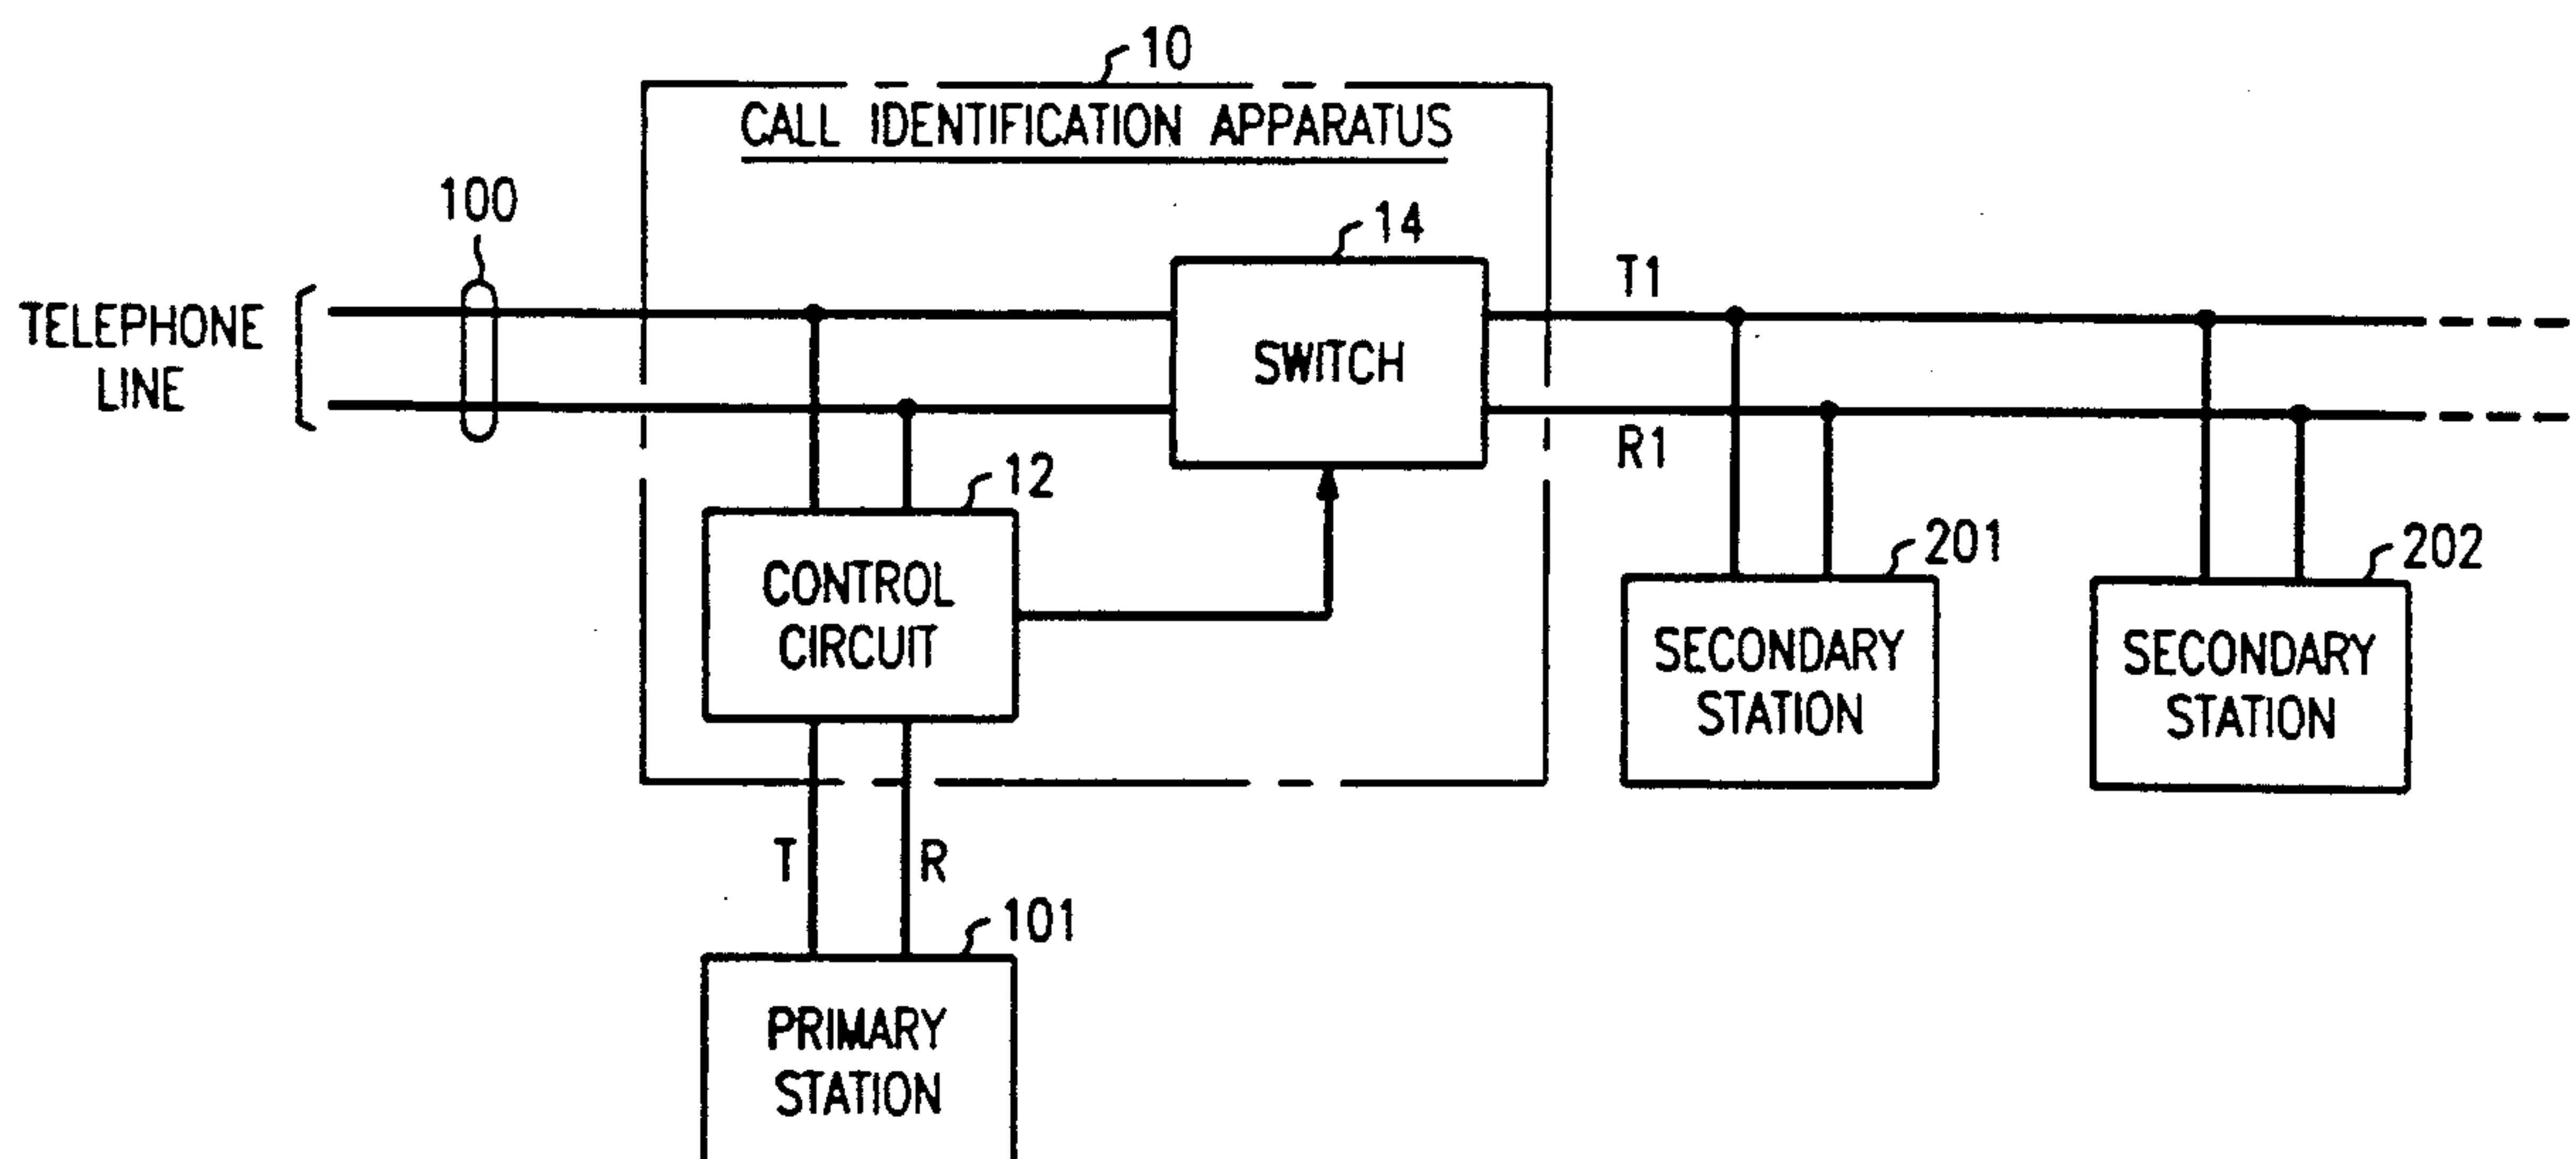 10
CALL IDENTIFICATION APPARATUS
100
14
TELEPHONE
LINE
SWITCH
T1
R1
12
CONTROL
CIRCUIT
201
SECONDARY
STATION
202
SECONDARY
STATION
T
R
101
PRIMARY
STATION